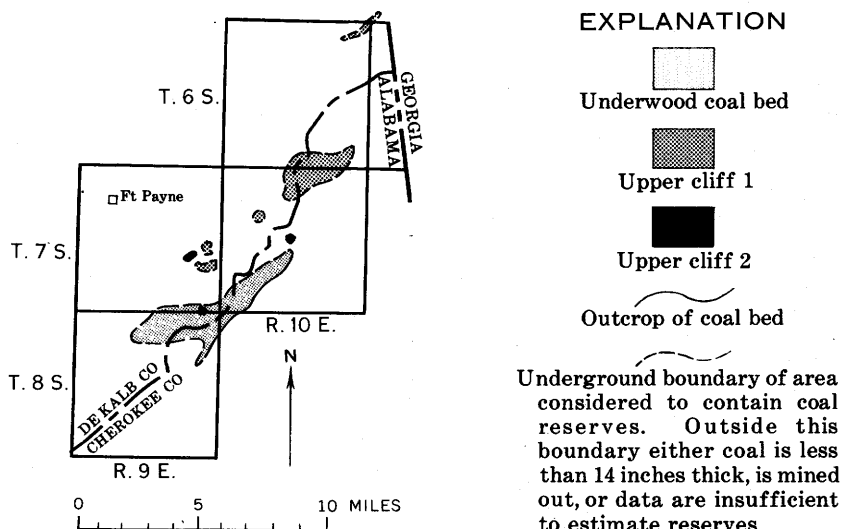 EXPLANATION
Underwood coal bed
Upper cliff 1
Upper cliff 2
Outcrop of coal bed
Underground boundary of area
considered to contain coal
reserves. Outside this
boundary either coal is less
than 14 inches thick, is mined
out, or data are insufficient
to estimate reserves
T. 6 S.
GEORGIA
ALABAMA
Ft Payne
T. 7 S.
R. 10 E.
N
T. 8 S.
DE KALB CO
CHEROKEE CO
R. 9 E.
0 5 10 MILES